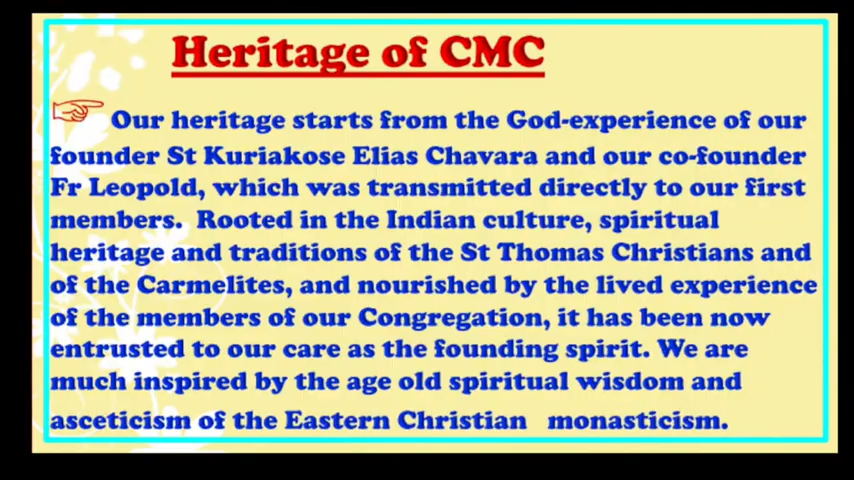 Heritage of CMC
Our heritage starts from the God-experience of our
founder St Kuriakose Elias Chavara and our co-founder
Fr Leopold, which was transmitted directly to our first
members. Rooted in the Indian culture, spiritual
heritage and traditions of the St Thomas Christians and
of the Carmelites, and nourished by the lived experience
of the members of our Congregation, it has been now
entrusted to our care as the founding spirit. We are
much inspired by the age old spiritual wisdom and
asceticism of the Eastern Christian monasticism.